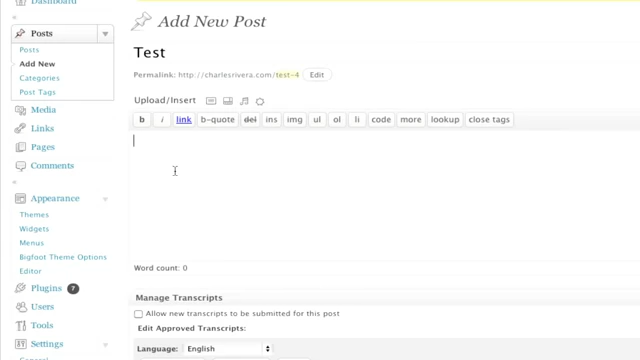 Dashboard
Posts
Posts
Add New
Categories
Post Tags
Media
Links
Pages
Comments
Appearance
Themes
Widgets
Menus
Bigfoot Theme Options
Editor
Plugins 7
Users
Tools
Settings
General
Add New Post
Test
Permalink: http://charlesrivera.com/test-4 Edit
Upload/Insert
b i link b-quote del ins img ul ol li code more lookup close tags
Word count: 0
Manage Transcripts
Allow new transcripts to be submitted for this post
Edit Approved Transcripts:
Language: English